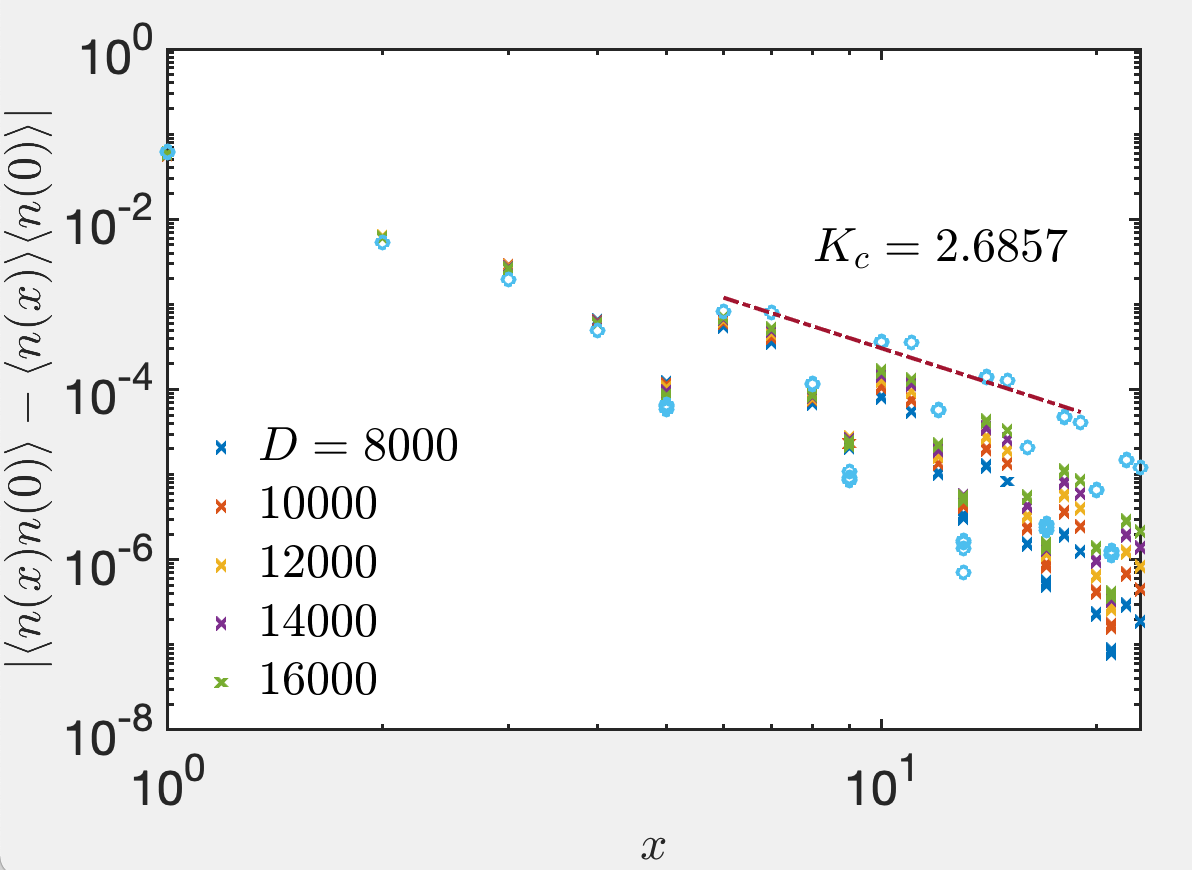 10^0
10^-2
10^-4
10^-6
10^-8
|⟨n(x)n(0)⟩ − ⟨n(x)⟩⟨n(0)⟩|
K_c = 2.6857
D = 8000
10000
12000
14000
16000
10^0
10^1
x